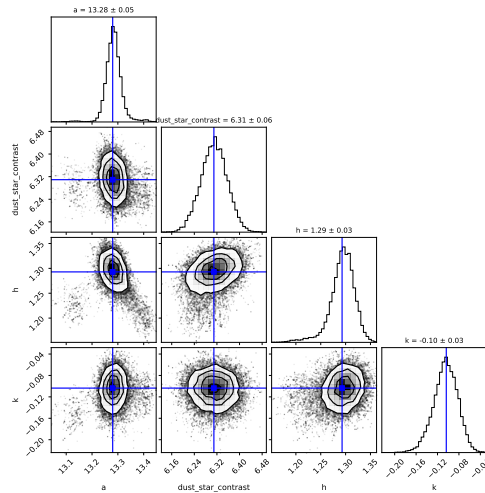 a = 13.28 ± 0.05
dust_star_contrast = 6.31 ± 0.06
6.48
6.40
6.32
6.24
6.16
dust_star_contrast
h = 1.29 ± 0.03
1.35
1.30
1.25
1.20
h
k = -0.10 ± 0.03
−0.04
−0.08
−0.12
−0.16
−0.20
k
13.1
13.2
13.3
13.4
a
6.16
6.24
6.32
6.40
6.48
dust_star_contrast
1.20
1.25
1.30
1.35
h
−0.20
−0.16
−0.12
−0.08
k